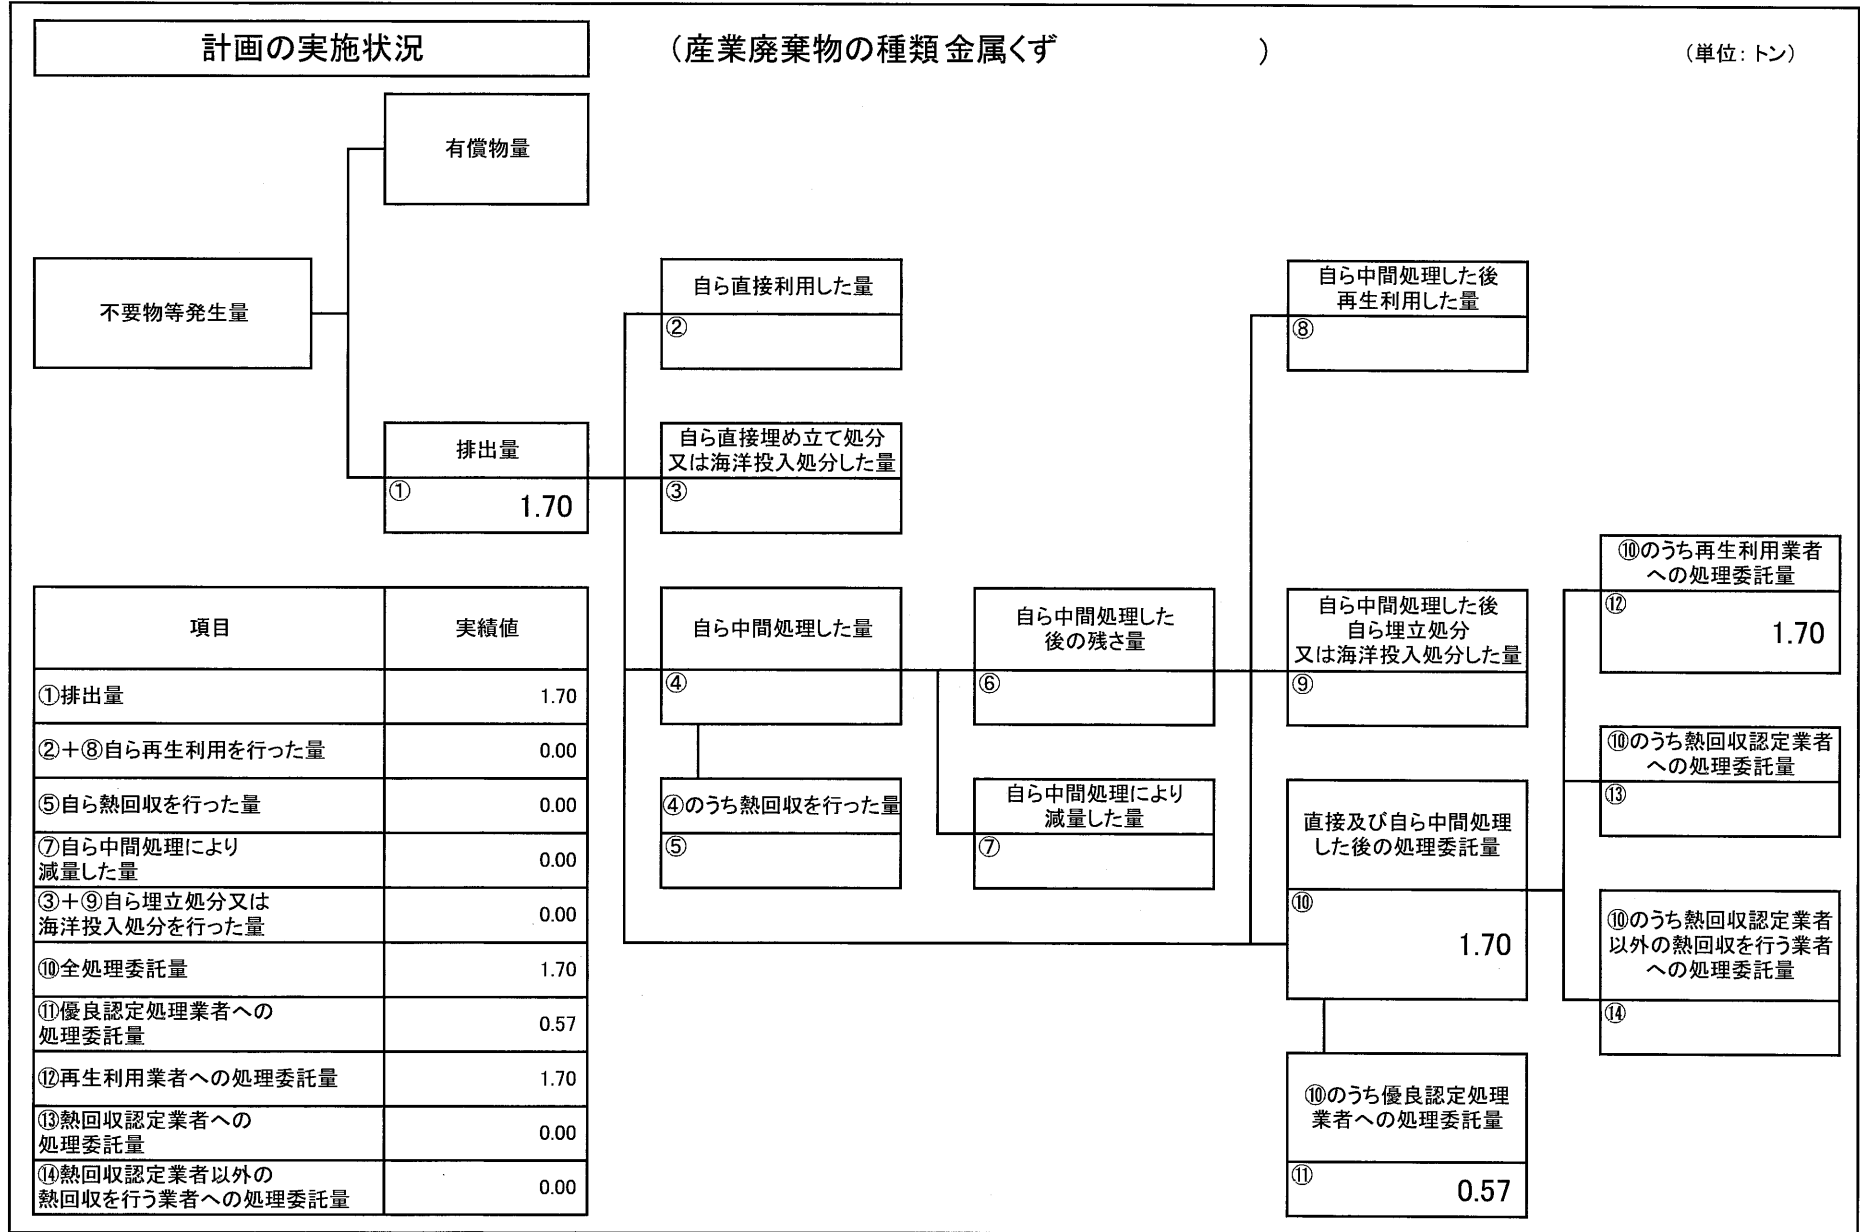 計画の実施状況
（産業廃棄物の種類 金属くず　　　　　　　）
（単位：トン）
有償物量
不要物等発生量
自ら直接利用した量
②
自ら中間処理した後
再生利用した量
⑧
排出量
① 1.70
自ら直接埋め立て処分
又は海洋投入処分した量
③
項目 実績値
①排出量 1.70
②＋⑧自ら再生利用を行った量 0.00
⑤自ら熱回収を行った量 0.00
⑦自ら中間処理により
減量した量 0.00
③＋⑨自ら埋立処分又は
海洋投入処分を行った量 0.00
⑩全処理委託量 1.70
⑪優良認定処理業者への
処理委託量 0.57
⑫再生利用業者への処理委託量 1.70
⑬熱回収認定業者への
処理委託量 0.00
⑭熱回収認定業者以外の
熱回収を行う業者への処理委託量 0.00
自ら中間処理した量
④
④のうち熱回収を行った量
⑤
自ら中間処理した
後の残さ量
⑥
自ら中間処理により
減量した量
⑦
自ら中間処理した後
自ら埋立処分
又は海洋投入処分した量
⑨
直接及び自ら中間処理
した後の処理委託量
⑩
1.70
⑩のうち優良認定処理
業者への処理委託量
⑪
0.57
⑩のうち再生利用業者
への処理委託量
⑫
1.70
⑩のうち熱回収認定業者
への処理委託量
⑬
⑩のうち熱回収認定業者
以外の熱回収を行う業者
への処理委託量
⑭